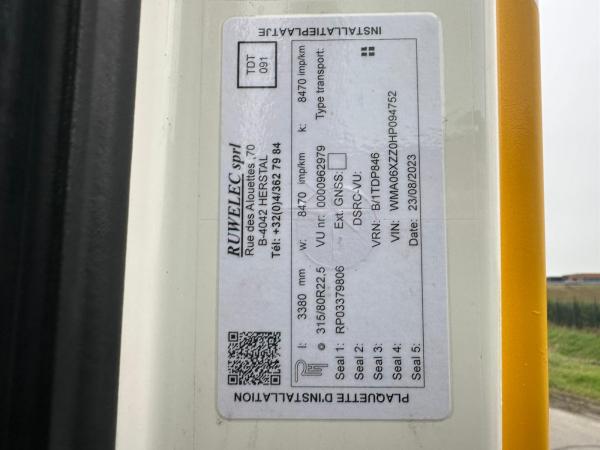 INSTALLATIEPLAATJE
RUWELEC sprl
Rue des Alouettes ,70
B-4042 HERSTAL
Tél: +32(0)4/362 79 84
TDT
091
l: 3380 mm w: 8470 imp/km k: 8470 imp/km
315/80R22.5 VU nr: 0000962979 Type transport:
Seal 1: RP03379806 Ext. GNSS:
Seal 2: DSRC-VU:
Seal 3: VRN: B/1TDP846
Seal 4: VIN: WMA06XZZ0HP094752
Seal 5: Date: 23/08/2023
PLAQUETTE D'INSTALLATION